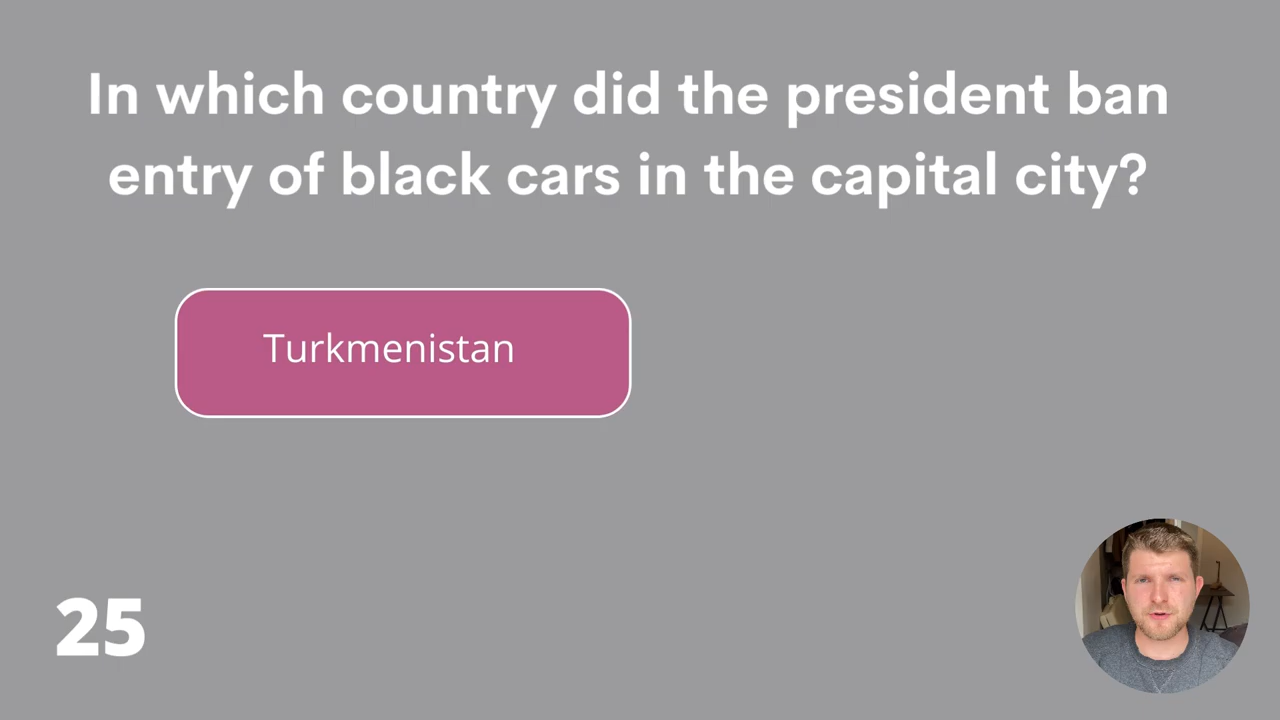 In which country did the president ban
entry of black cars in the capital city?
Turkmenistan
25